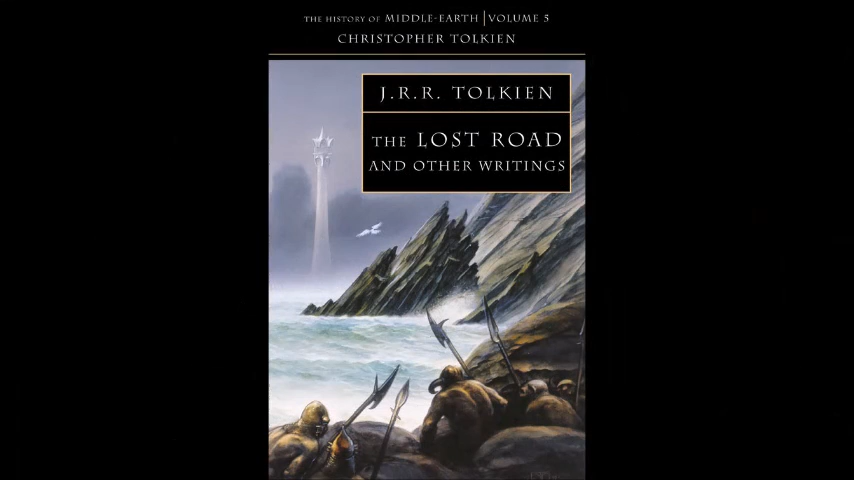 THE HISTORY OF MIDDLE-EARTH | VOLUME 5
CHRISTOPHER TOLKIEN
J.R.R. TOLKIEN
THE LOST ROAD
AND OTHER WRITINGS